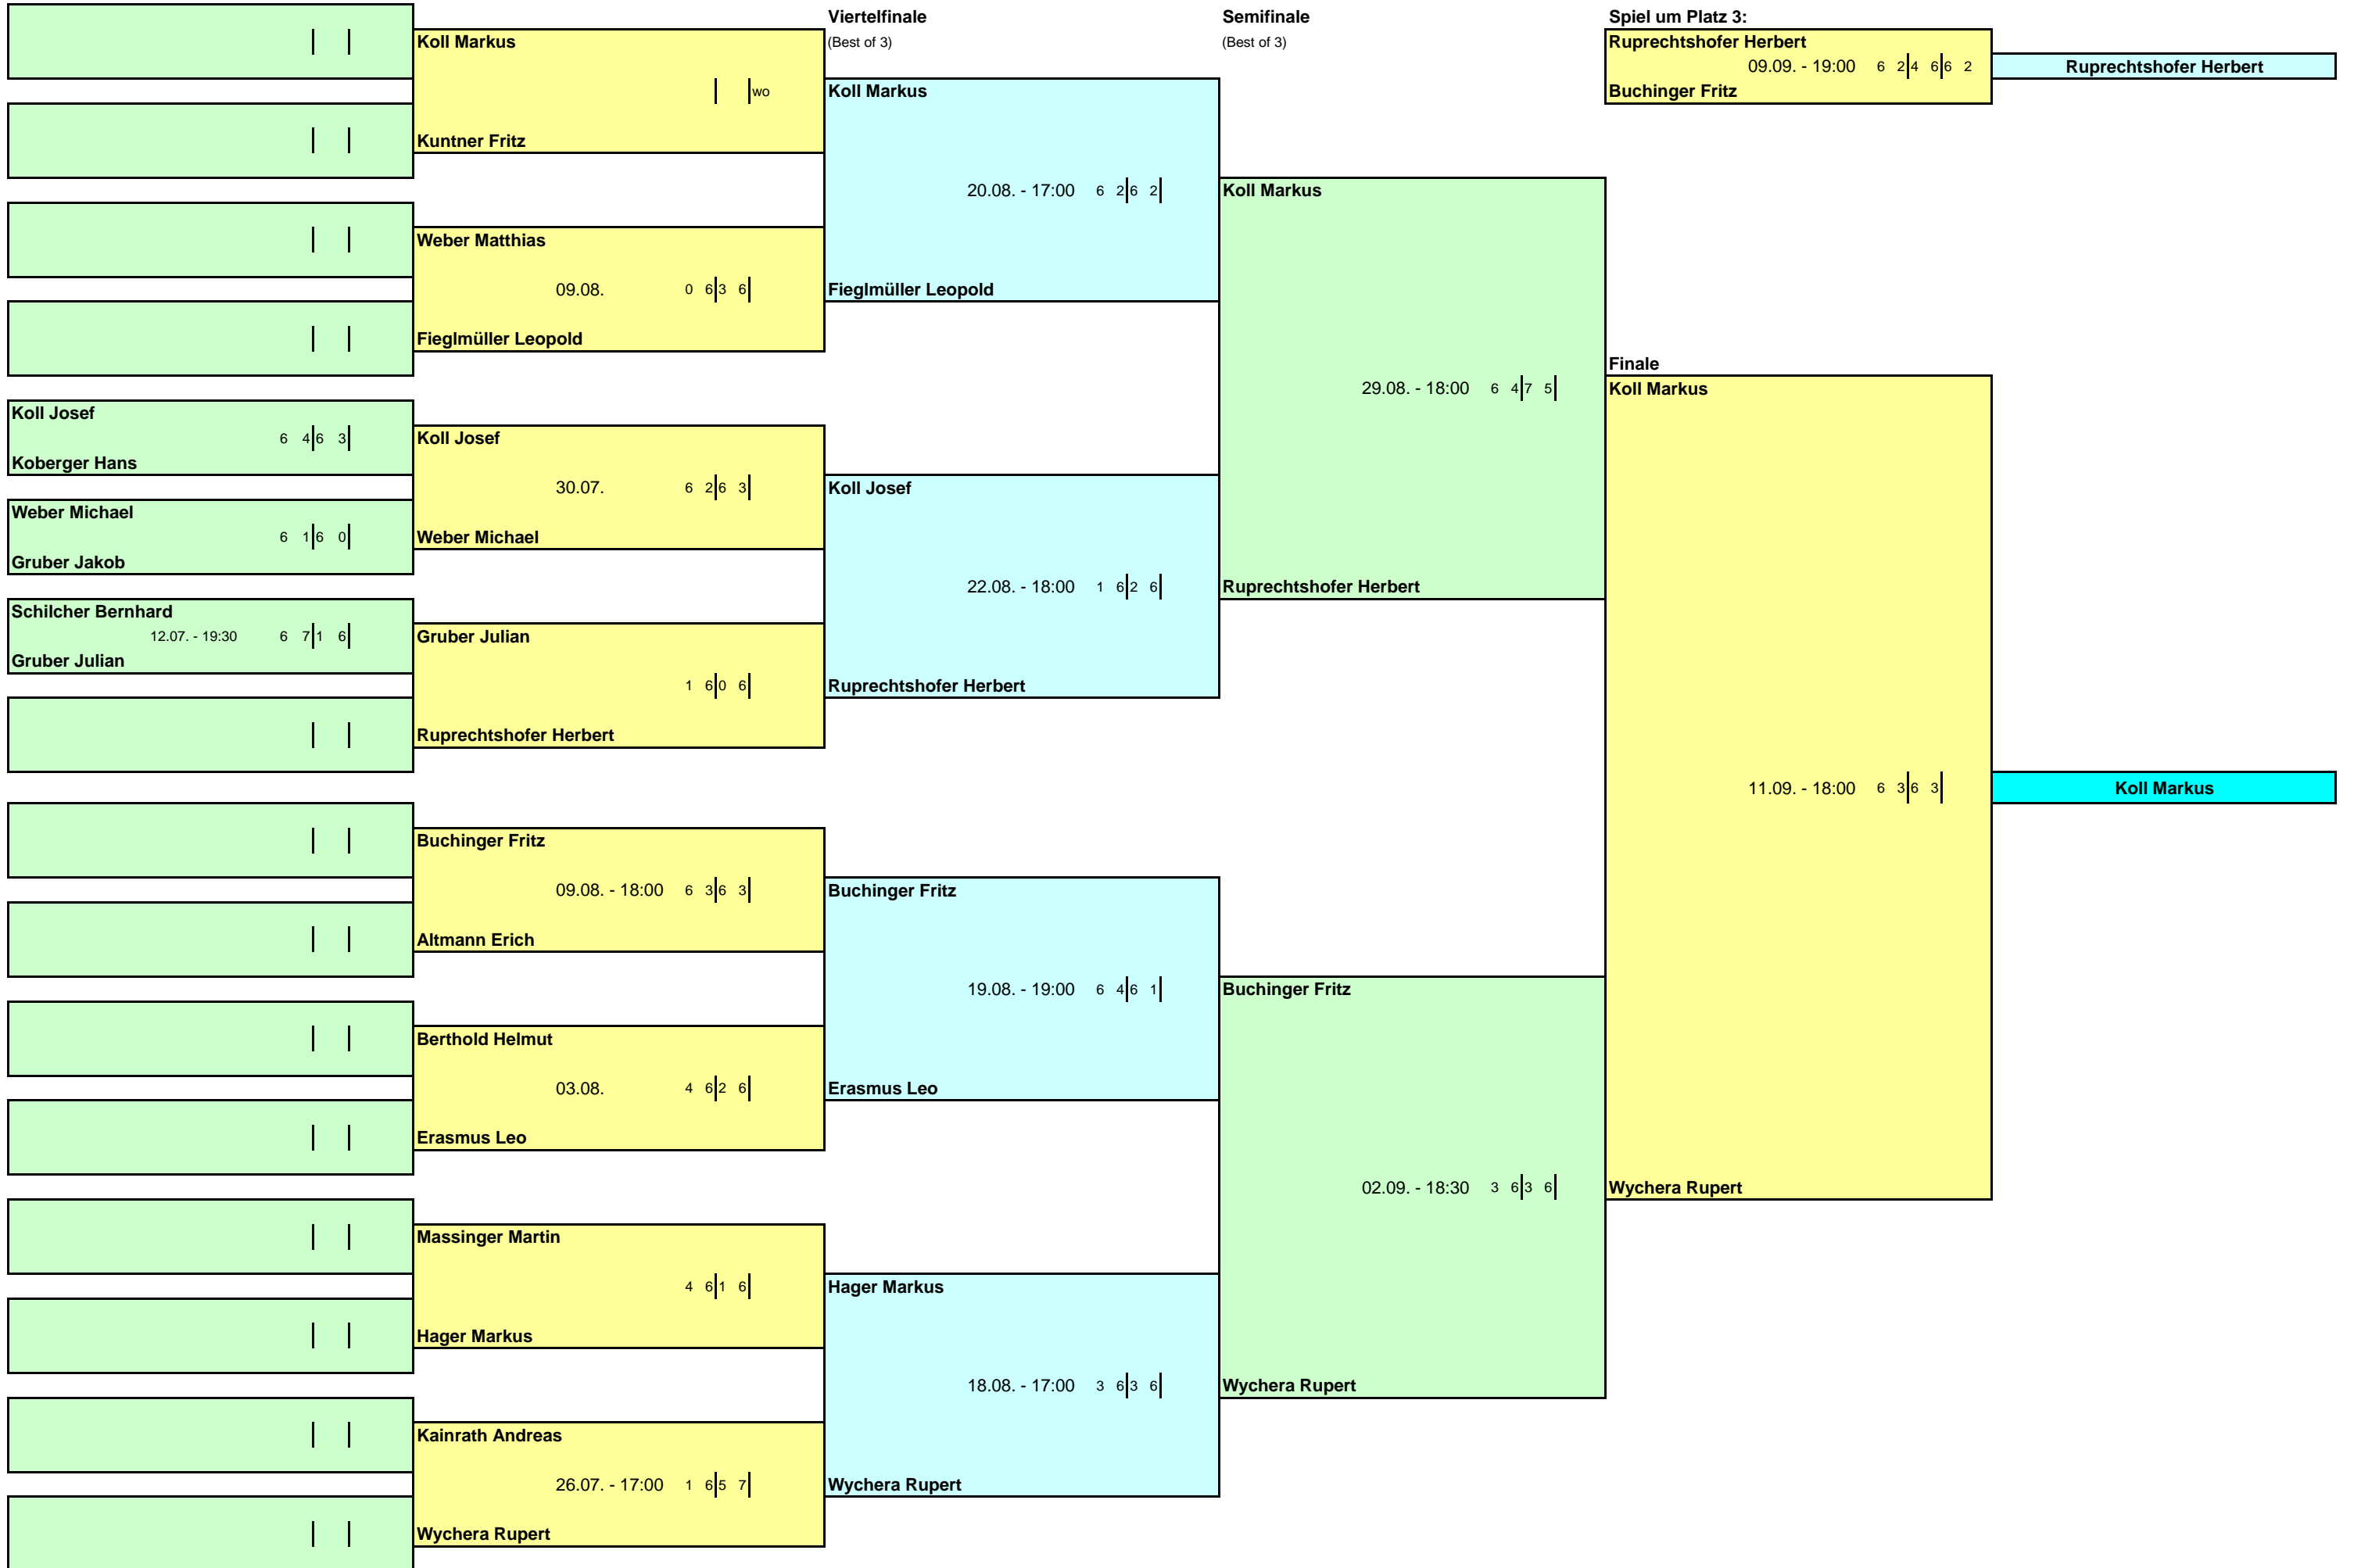 Viertelfinale
(Best of 3)
Semifinale
(Best of 3)
Spiel um Platz 3:
Ruprechtshofer Herbert
09.09. - 19:00 6 2 4 6 6 2
Buchinger Fritz
Ruprechtshofer Herbert
Koll Josef
6 4 6 3
Koberger Hans
Weber Michael
6 1 6 0
Gruber Jakob
Schilcher Bernhard
12.07. - 19:30 6 7 1 6
Gruber Julian
Koll Markus
wo
Kuntner Fritz
Weber Matthias
09.08. 0 6 3 6
Fieglmüller Leopold
Koll Josef
30.07. 6 2 6 3
Weber Michael
Gruber Julian
1 6 0 6
Ruprechtshofer Herbert
Buchinger Fritz
09.08. - 18:00 6 3 6 3
Altmann Erich
Berthold Helmut
03.08. 4 6 2 6
Erasmus Leo
Massinger Martin
4 6 1 6
Hager Markus
Kainrath Andreas
26.07. - 17:00 1 6 5 7
Wychera Rupert
Koll Markus
20.08. - 17:00 6 2 6 2
Fieglmüller Leopold
Koll Josef
22.08. - 18:00 1 6 2 6
Ruprechtshofer Herbert
Buchinger Fritz
19.08. - 19:00 6 4 6 1
Erasmus Leo
Hager Markus
18.08. - 17:00 3 6 3 6
Wychera Rupert
Koll Markus
29.08. - 18:00 6 4 7 5
Ruprechtshofer Herbert
Buchinger Fritz
02.09. - 18:30 3 6 3 6
Wychera Rupert
Finale
Koll Markus
11.09. - 18:00 6 3 6 3
Wychera Rupert
Koll Markus